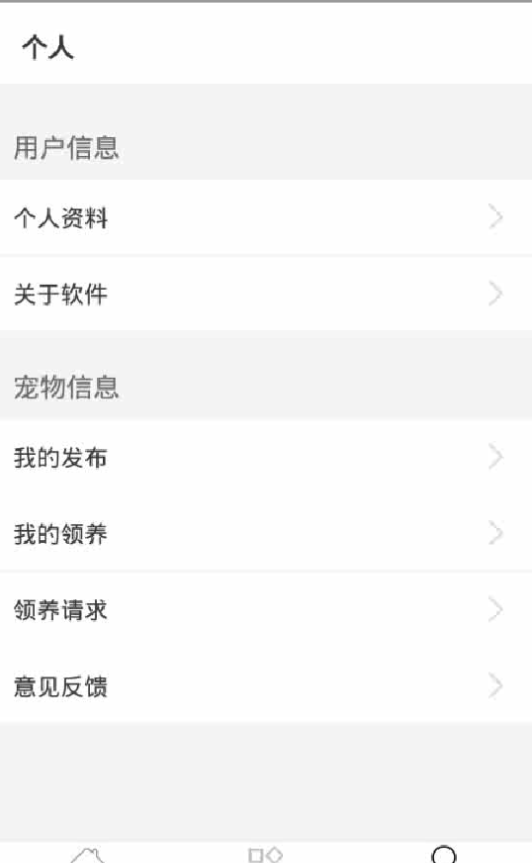 个人
用户信息
个人资料
关于软件
宠物信息
我的发布
我的领养
领养请求
意见反馈